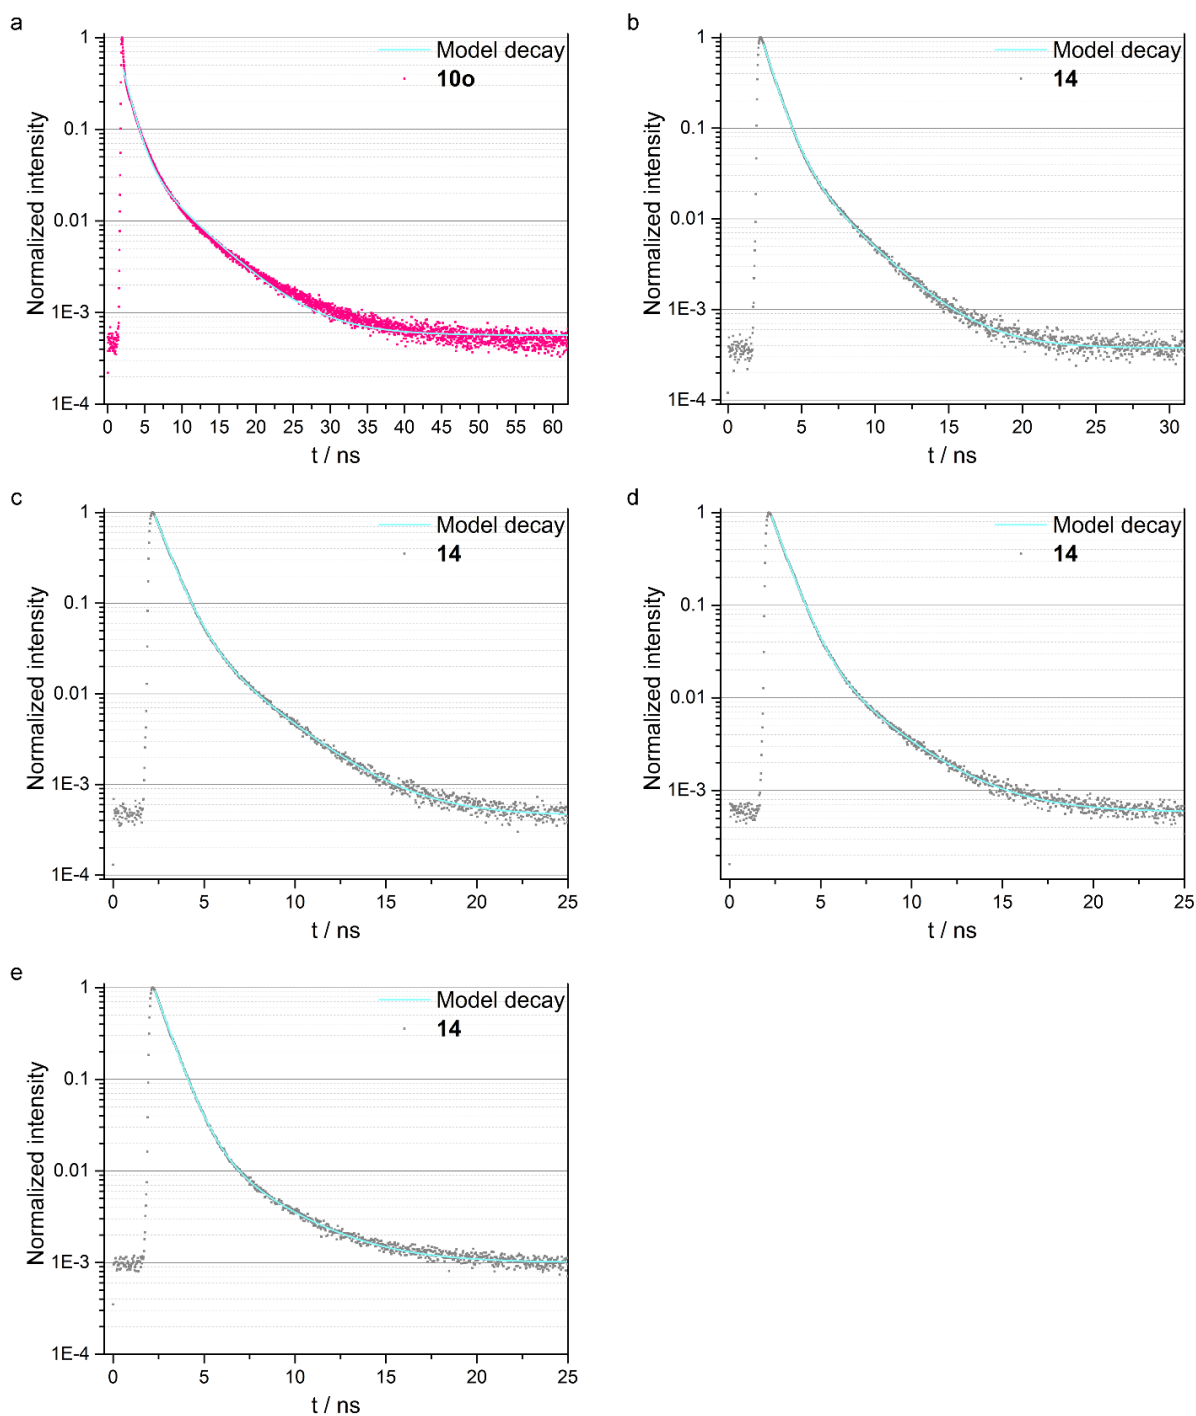 a
Normalized intensity
1
0.1
0.01
1E-3
1E-4
Model decay
10o
0 5 10 15 20 25 30 35 40 45 50 55 60
t / ns
b
Normalized intensity
1
0.1
0.01
1E-3
1E-4
Model decay
14
0 5 10 15 20 25 30
t / ns
c
Normalized intensity
1
0.1
0.01
1E-3
1E-4
Model decay
14
0 5 10 15 20 25
t / ns
d
Normalized intensity
1
0.1
0.01
1E-3
Model decay
14
0 5 10 15 20 25
t / ns
e
Normalized intensity
1
0.1
0.01
1E-3
1E-4
Model decay
14
0 5 10 15 20 25
t / ns